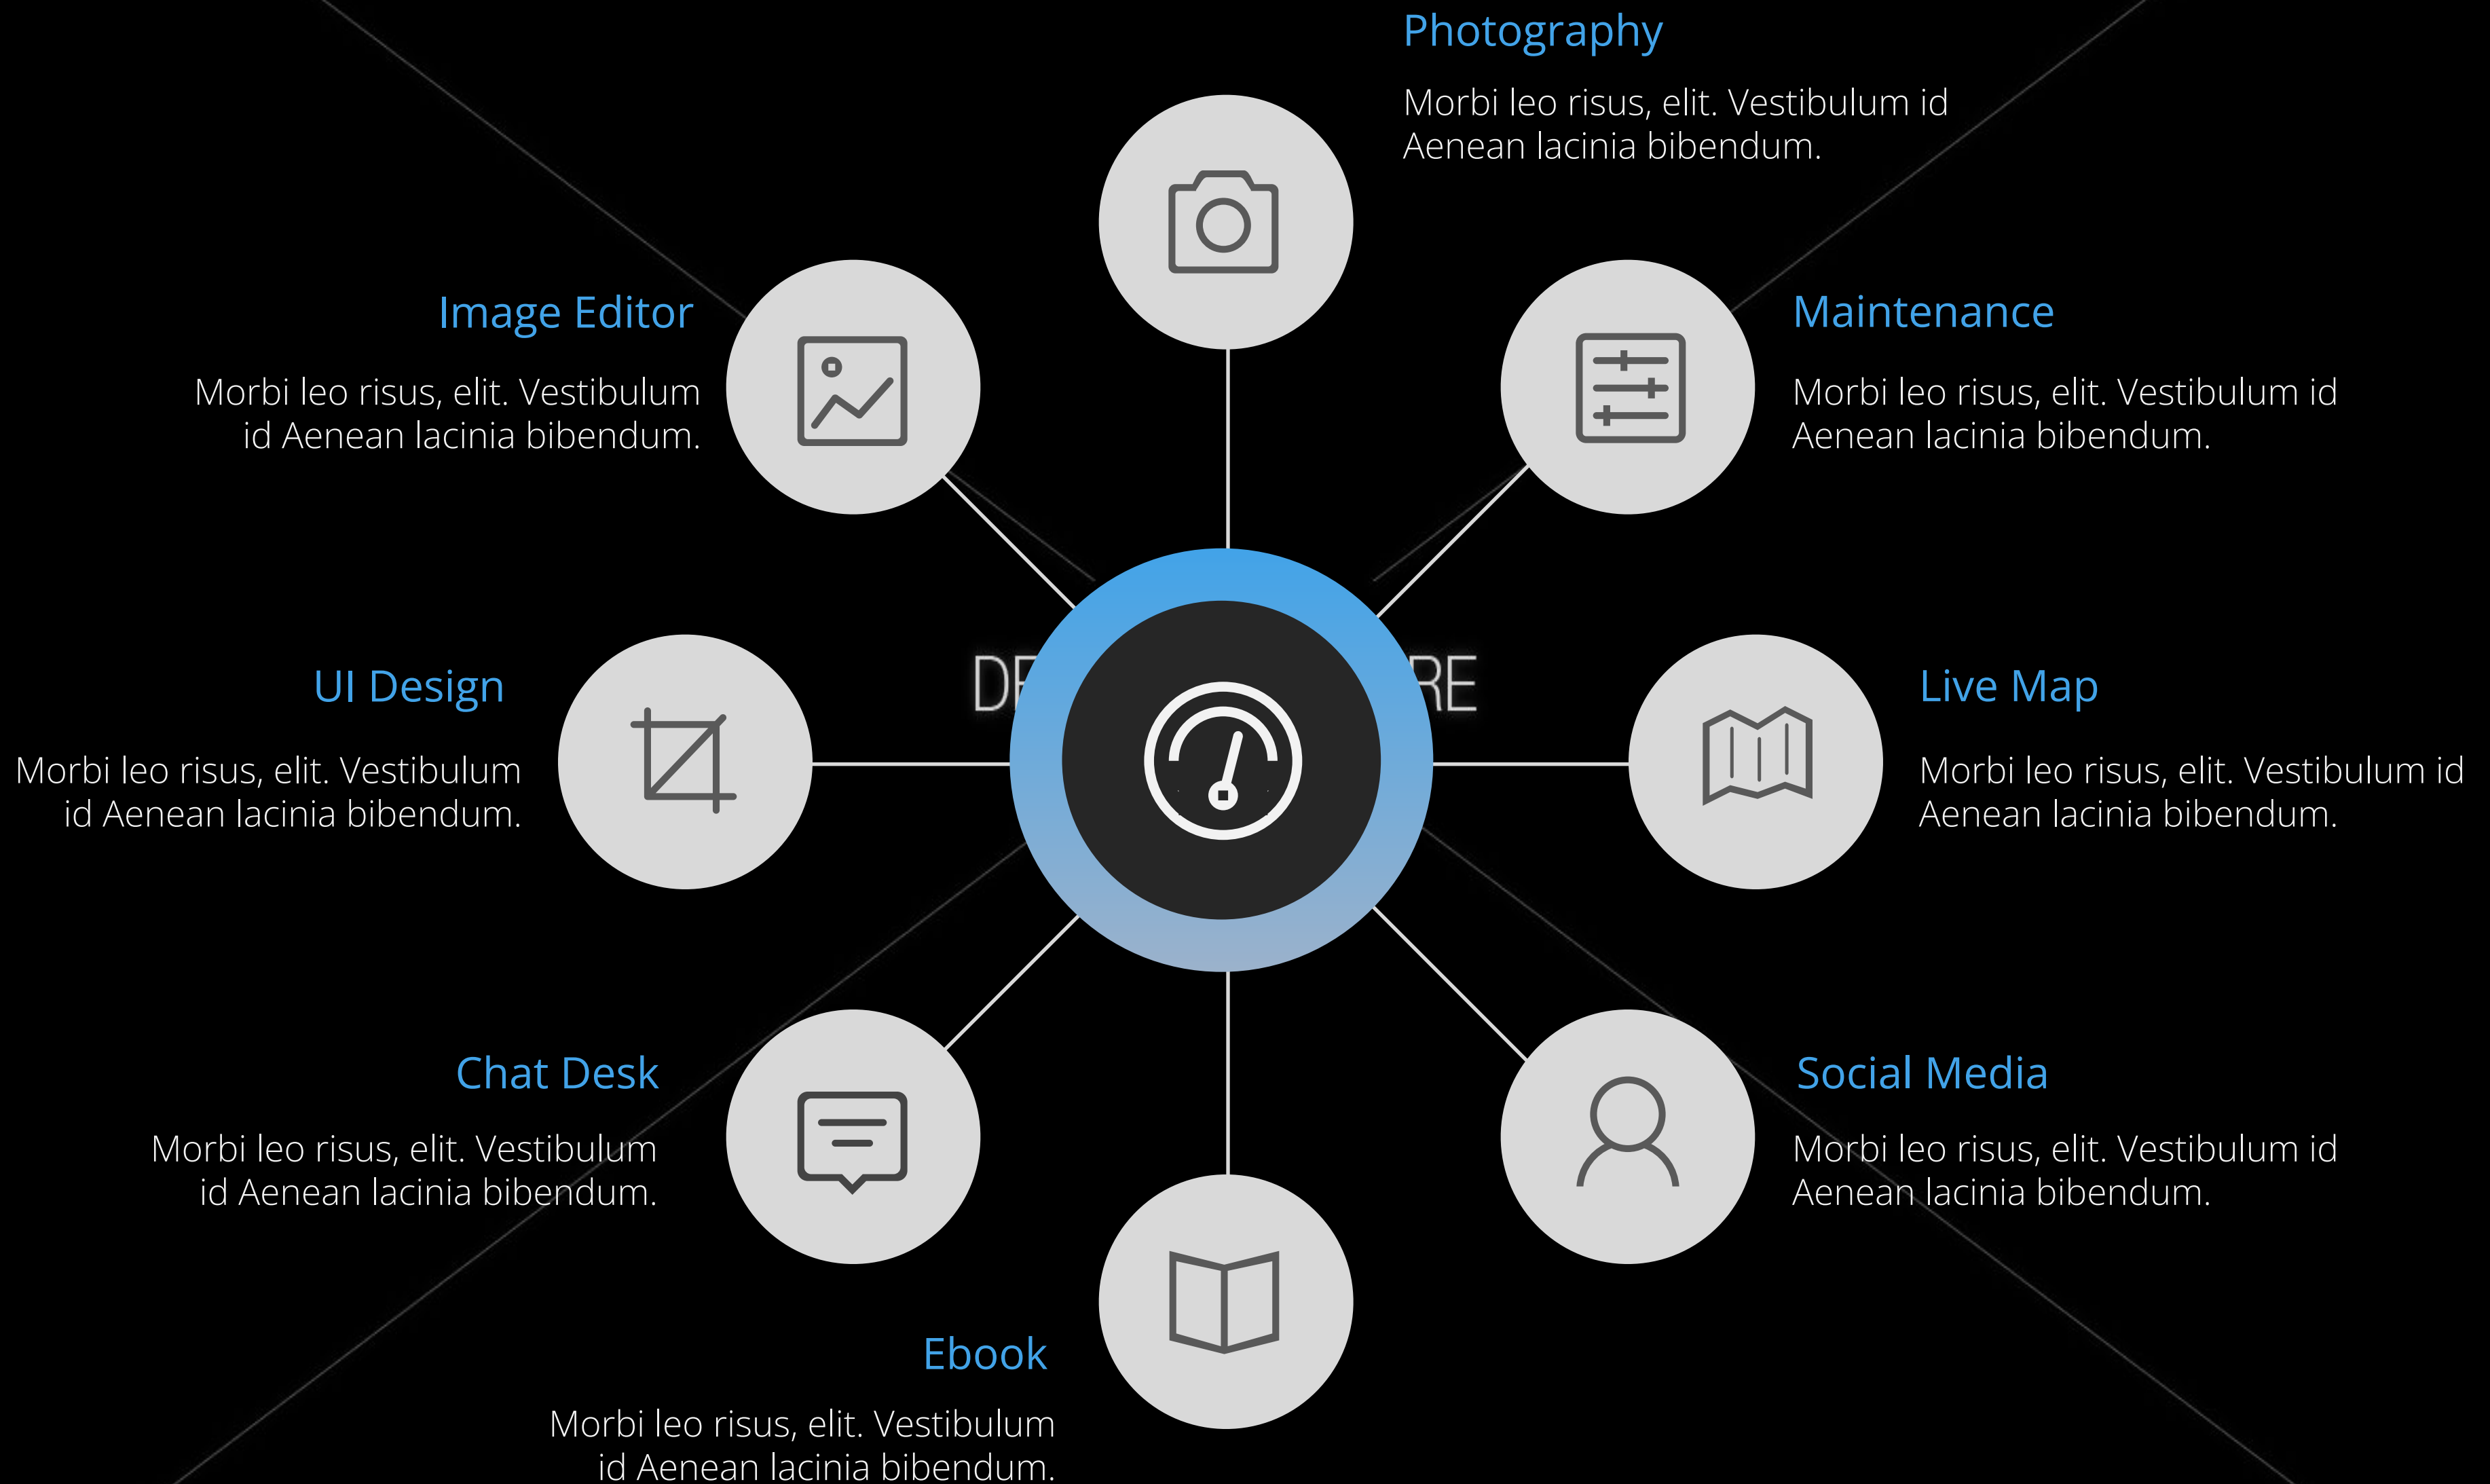 Photography
Morbi leo risus, elit. Vestibulum id
Aenean lacinia bibendum.
Image Editor
Morbi leo risus, elit. Vestibulum
id Aenean lacinia bibendum.
Maintenance
Morbi leo risus, elit. Vestibulum id
Aenean lacinia bibendum.
UI Design
Morbi leo risus, elit. Vestibulum
id Aenean lacinia bibendum.
Live Map
Morbi leo risus, elit. Vestibulum id
Aenean lacinia bibendum.
Chat Desk
Morbi leo risus, elit. Vestibulum
id Aenean lacinia bibendum.
Social Media
Morbi leo risus, elit. Vestibulum id
Aenean lacinia bibendum.
Ebook
Morbi leo risus, elit. Vestibulum
id Aenean lacinia bibendum.